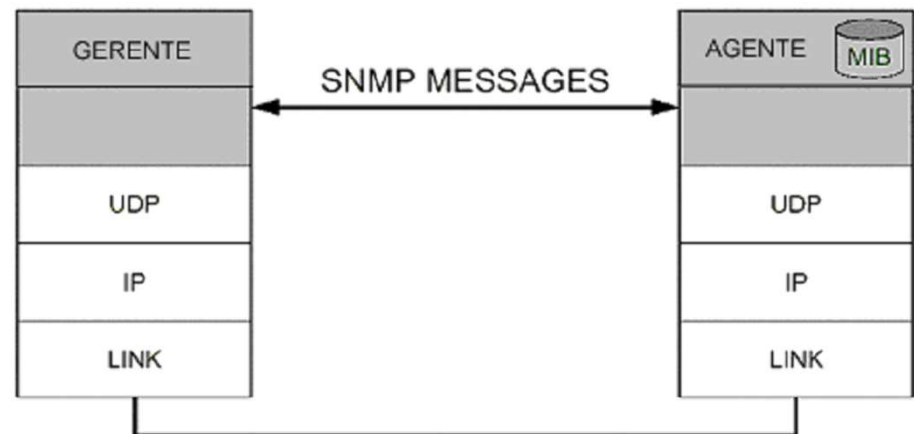 GERENTE
AGENTE
MIB
SNMP MESSAGES
UDP
UDP
IP
IP
LINK
LINK